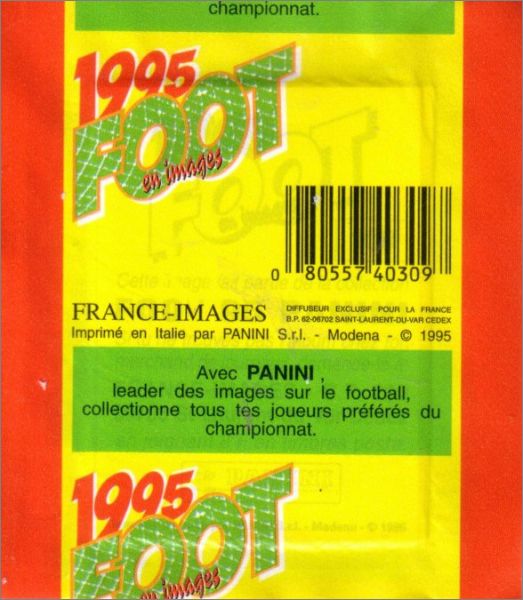 championnat.
1995
FOOT
en images
0 80557 40309
FRANCE-IMAGES
DIFFUSEUR EXCLUSIF POUR LA FRANCE
B.P. 62-06702 SAINT-LAURENT-DU-VAR CEDEX
Imprimé en Italie par PANINI S.r.l. - Modena - © 1995
Avec PANINI,
leader des images sur le football,
collectionne tous tes joueurs préférés du
championnat.
1995
FOOT
en images